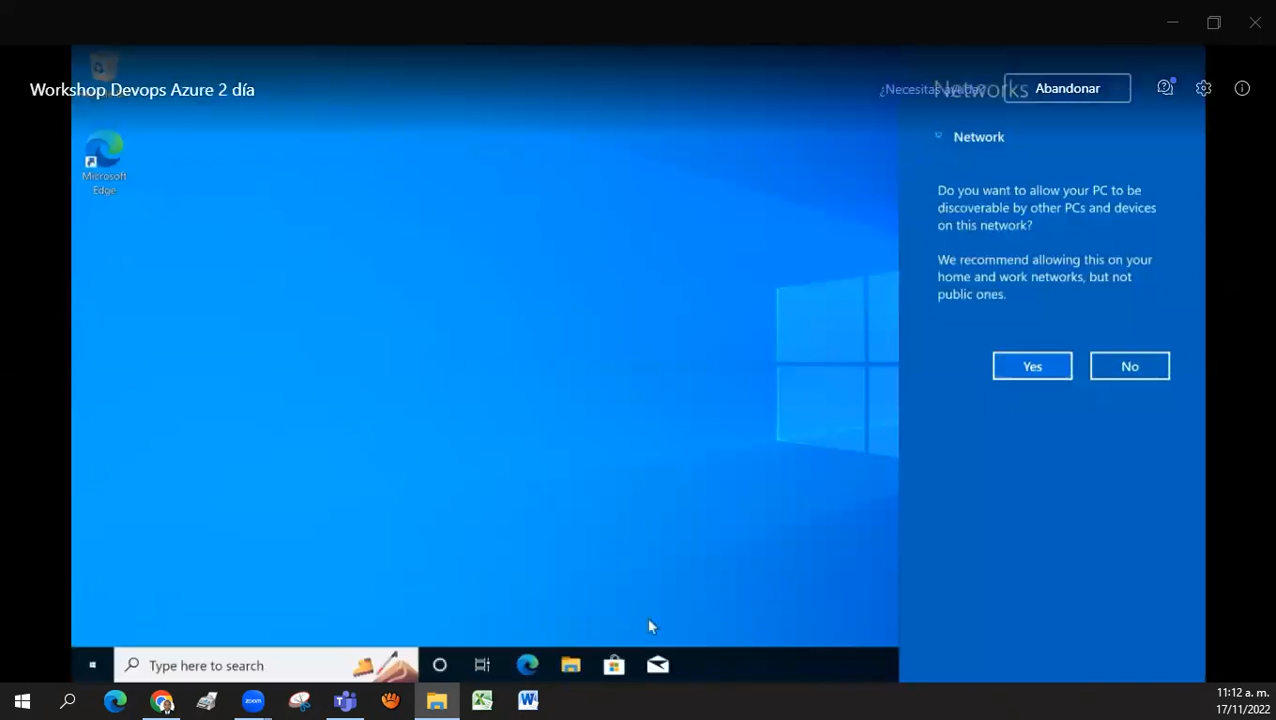 Workshop Devops Azure 2 día
¿Necesitas ayuda?
Networks
Abandonar
Network
Microsoft
Edge
Do you want to allow your PC to be
discoverable by other PCs and devices
on this network?
We recommend allowing this on your
home and work networks, but not
public ones.
Yes
No
Type here to search
zoom
11:12 a. m.
17/11/2022